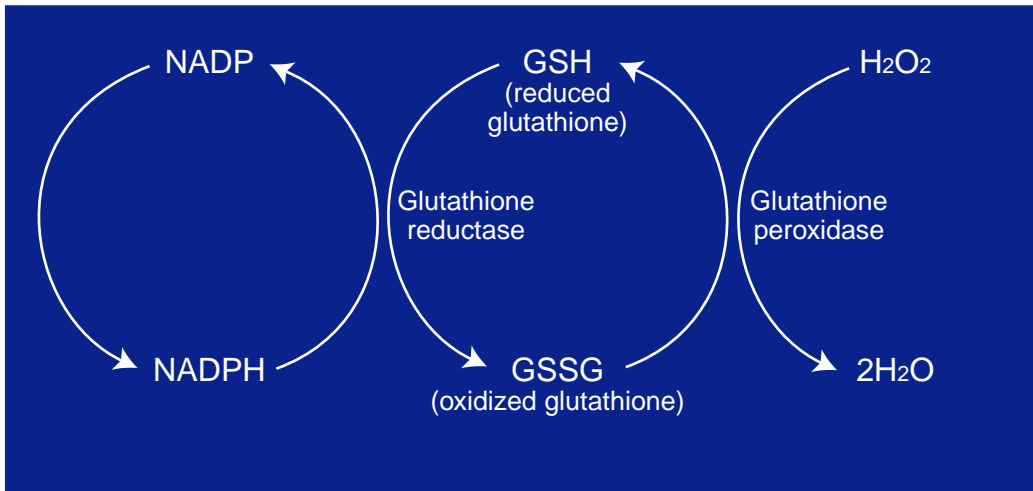 NADP
GSH
(reduced
glutathione)
H2O2
Glutathione
reductase
Glutathione
peroxidase
NADPH
GSSG
(oxidized glutathione)
2H2O